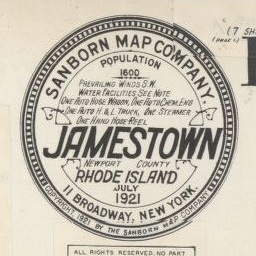 (7 SH
(PAGE 1)
SANBORN MAP COMPANY.
POPULATION
1600
PREVAILING WINDS S.W.
WATER FACILITIES SEE NOTE
ONE AUTO HOSE WAGON, ONE AUTO CHEM. ENG.
ONE AUTO H. & L. TRUCK, ONE STEAMER
ONE HAND HOSE REEL
JAMESTOWN
NEWPORT COUNTY
RHODE ISLAND
JULY
1921
11 BROADWAY, NEW YORK.
COPYRIGHT 1921 BY THE SANBORN MAP COMPANY
ALL RIGHTS RESERVED, NO PART